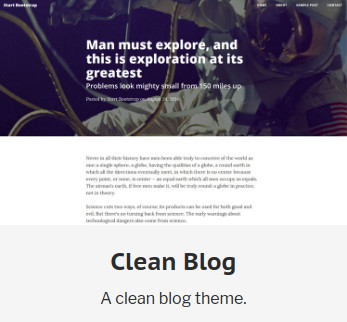 Start Bootstrap HOME ABOUT SAMPLE POST CONTACT
Man must explore, and
this is exploration at its
greatest
Problems look mighty small from 150 miles up
Posted by Start Bootstrap on August 24, 2014
Never in all their history have men been able truly to conceive of the world as
one: a single sphere, a globe, having the qualities of a globe, a round earth in
which all the directions eventually meet, in which there is no center because
every point, or none, is center — an equal earth which all men occupy as equals.
The airman's earth, if free men make it, will be truly round: a globe in practice,
not in theory.
Science cuts two ways, of course; its products can be used for both good and
evil. But there's no turning back from science. The early warnings about
technological dangers also come from science.
Clean Blog
A clean blog theme.